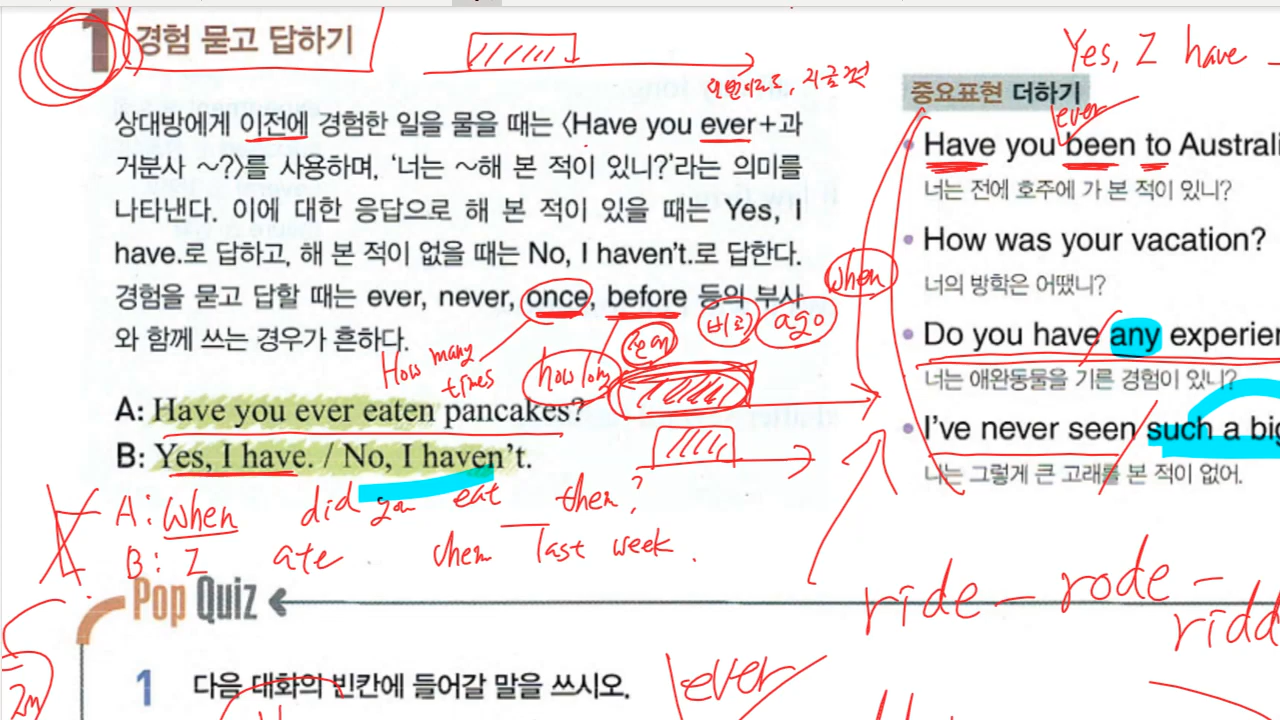 1 경험 묻고 답하기
상대방에게 이전에 경험한 일을 물을 때는 〈Have you ever+과
거분사 ~?〉를 사용하며, '너는 ~해 본 적이 있니?'라는 의미를
나타낸다. 이에 대한 응답으로 해 본 적이 있을 때는 Yes, I
have.로 답하고, 해 본 적이 없을 때는 No, I haven't.로 답한다.
경험을 묻고 답할 때는 ever, never, once, before 등의 부사
와 함께 쓰는 경우가 흔하다.
when
ago
How many
times
how long
A: Have you ever eaten pancakes?
B: Yes, I have. / No, I haven't.
A: When did you eat them?
B: I ate them last week.
Yes, I have
중요표현 더하기
ever
Have you been to Australi
너는 전에 호주에 가 본 적이 있니?
How was your vacation?
너의 방학은 어땠니?
Do you have any experien
너는 애완동물을 기른 경험이 있니?
I've never seen such a big
나는 그렇게 큰 고래를 본 적이 없어.
ride - rode -
ridd
Pop Quiz
1 다음 대화의 빈칸에 들어갈 말을 쓰시오.
ever